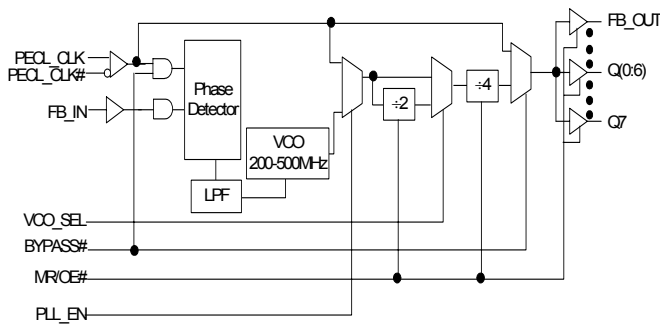 FB_OUT
PECL_CLK
PECL_CLK#
Phase
Detector
÷4
Q(0:6)
÷2
FB_IN
Q7
VCO
200-500MHz
LPF
VCO_SEL
BYPASS#
MR/OE#
PLL_EN